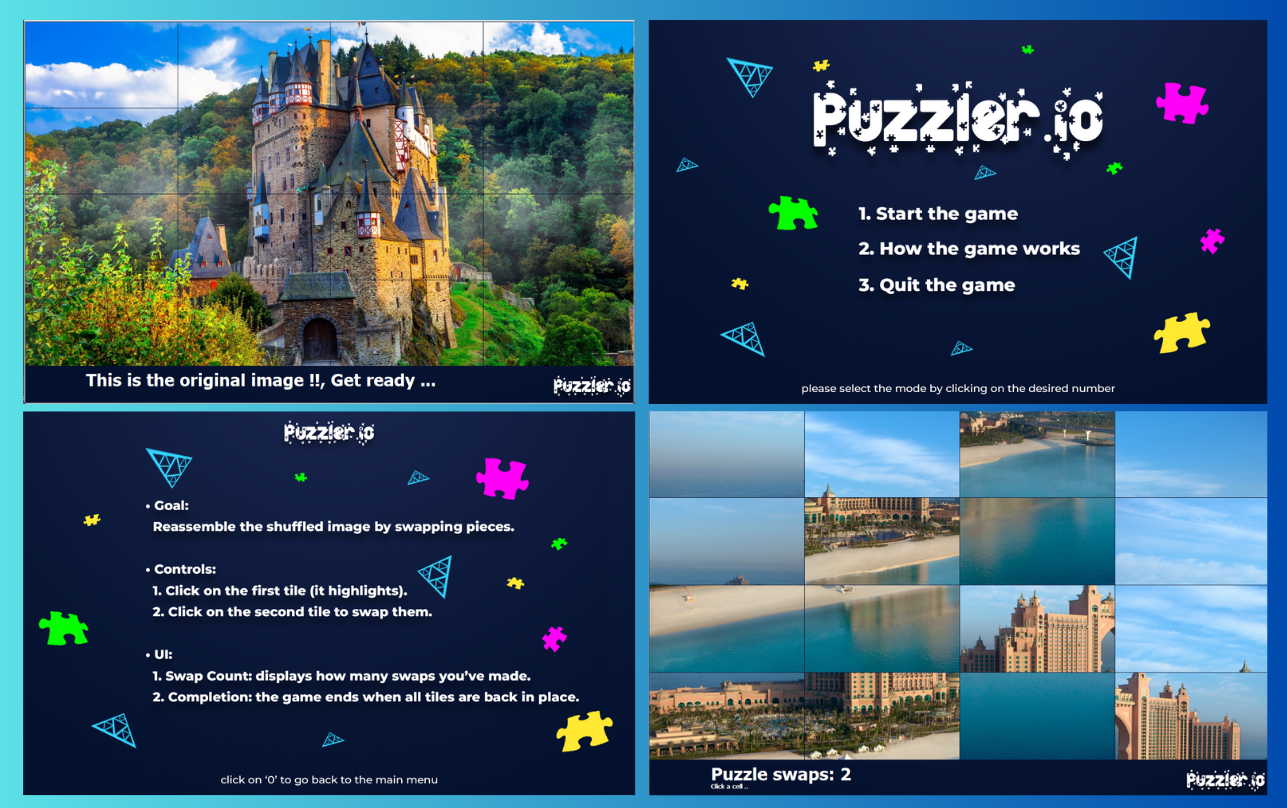 This is the original image !!, Get ready ...
Puzzler.io
Puzzler.io
1. Start the game
2. How the game works
3. Quit the game
please select the mode by clicking on the desired number
Puzzler.io
• Goal:
Reassemble the shuffled image by swapping pieces.
• Controls:
1. Click on the first tile (it highlights).
2. Click on the second tile to swap them.
• UI:
1. Swap Count: displays how many swaps you’ve made.
2. Completion: the game ends when all tiles are back in place.
click on ‘0’ to go back to the main menu
Puzzle swaps: 2
Click a cell ..
Puzzler.io